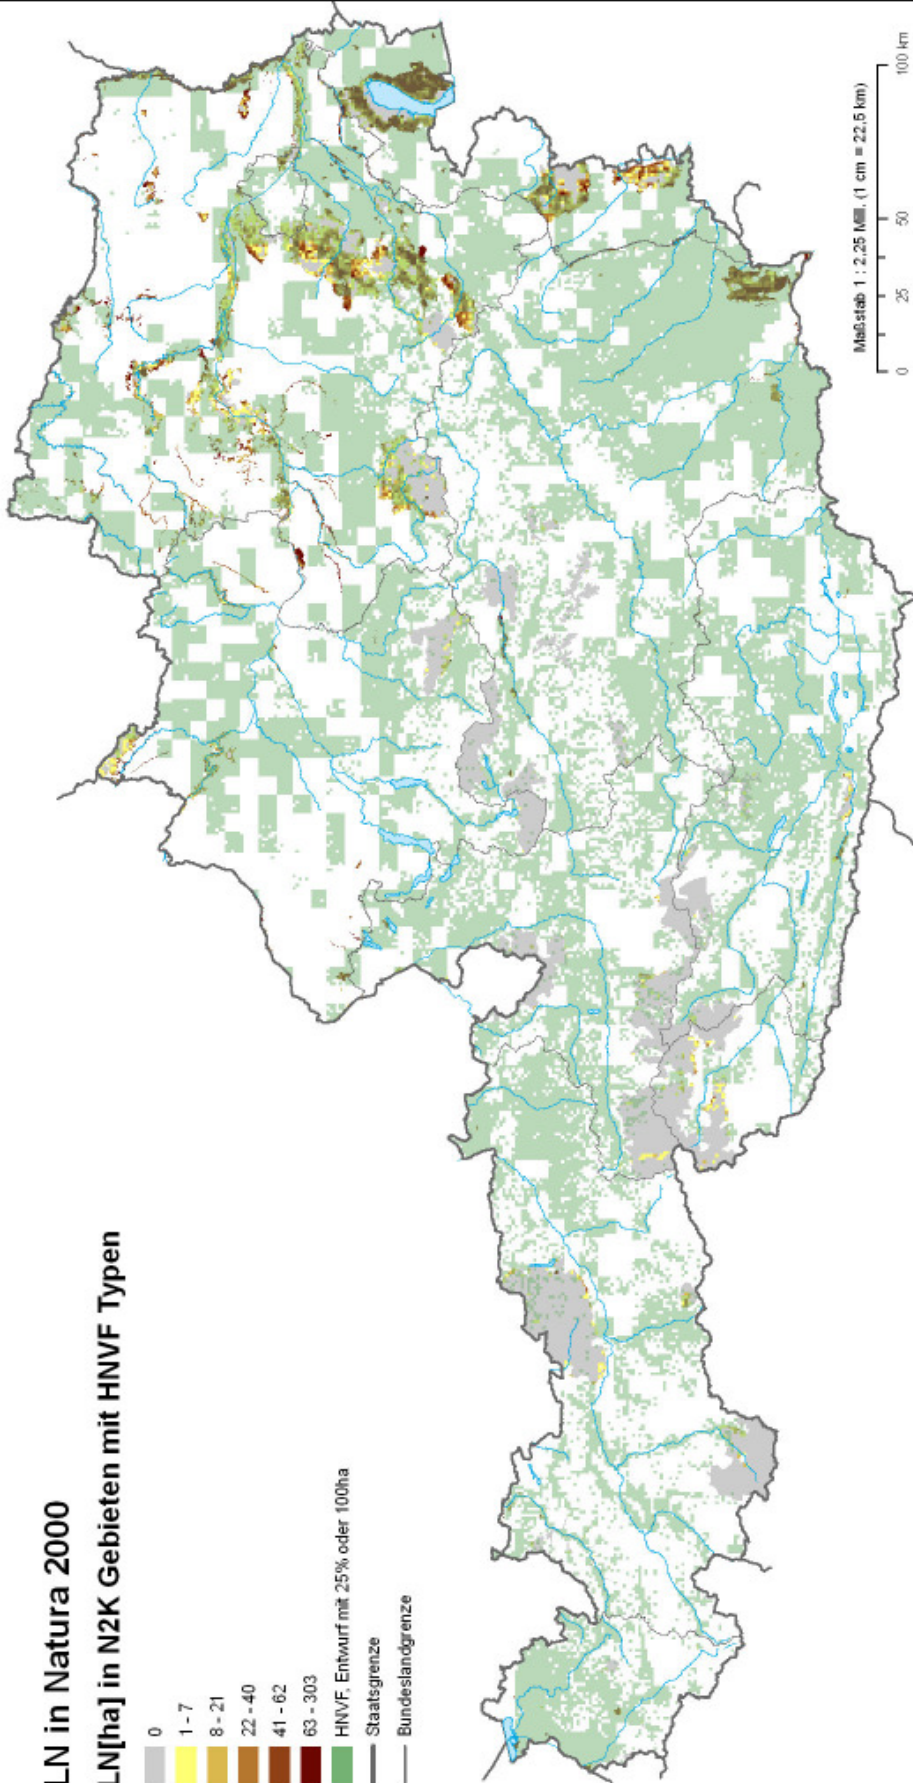 LN in Natura 2000
LN[ha] in N2K Gebieten mit HNVF Typen
0
1 - 7
8 - 21
22 - 40
41 - 62
63 - 303
HNVF, Entwurf mit 25% oder 100ha
Staatsgrenze
Bundeslandgrenze
Maßstab 1 : 2,25 Mill. (1 cm = 22,5 km)
0 25 50 100 km